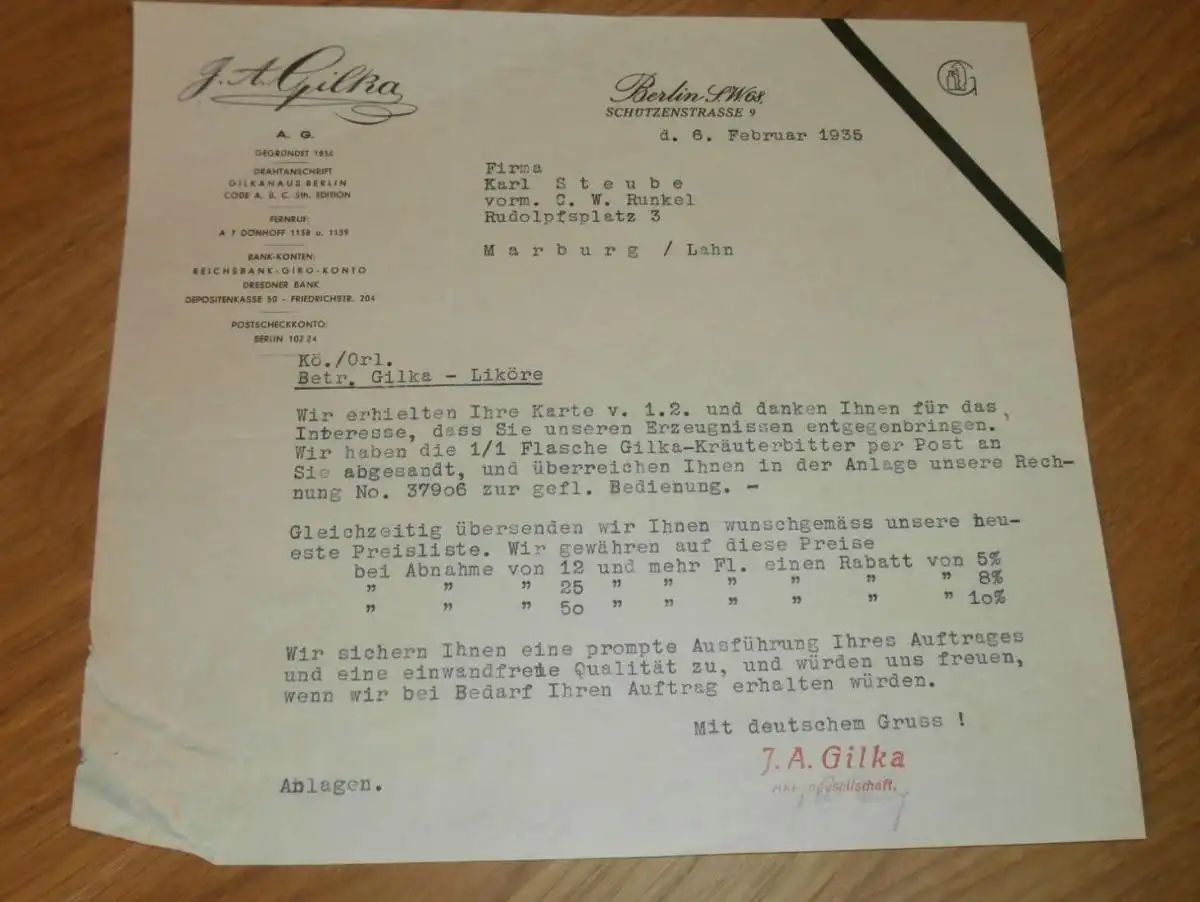 J. A. Gilka
A. G.
GEGRÜNDET 1836
DRAHTANSCHRIFT
GILKAHAUS BERLIN
CODE A. B. C. 5th. EDITION
FERNRUF:
A 7 DÖNHOFF 1138 u. 1139
BANK-KONTEN:
REICHSBANK-GIRO-KONTO
DRESDNER BANK
DEPOSITENKASSE 50 - FRIEDRICHSTR. 204
POSTSCHECKKONTO:
BERLIN 102 24
Berlin SW68,
SCHÜTZENSTRASSE 9
d. 6. Februar 1935
Firma
Karl S t e u b e
vorm. C. W. Runkel
Rudolpfsplatz 3
M a r b u r g / Lahn
Kö./Orl.
Betr. Gilka - Liköre
Wir erhielten Ihre Karte v. 1.2. und danken Ihnen für das
Interesse, dass Sie unseren Erzeugnissen entgegenbringen.
Wir haben die 1/1 Flasche Gilka-Kräuterbitter per Post an
Sie abgesandt, und überreichen Ihnen in der Anlage unsere Rech-
nung No. 37906 zur gefl. Bedienung. -
Gleichzeitig übersenden wir Ihnen wunschgemäss unsere heu-
este Preisliste. Wir gewähren auf diese Preise
bei Abnahme von 12 und mehr Fl. einen Rabatt von 5%
" " " 25 " " " " " " 8%
" " " 50 " " " " " " 10%
Wir sichern Ihnen eine prompte Ausführung Ihres Auftrages
und eine einwandfreie Qualität zu, und würden uns freuen,
wenn wir bei Bedarf Ihren Auftrag erhalten würden.
Mit deutschem Gruss !
J. A. Gilka
Anlagen.